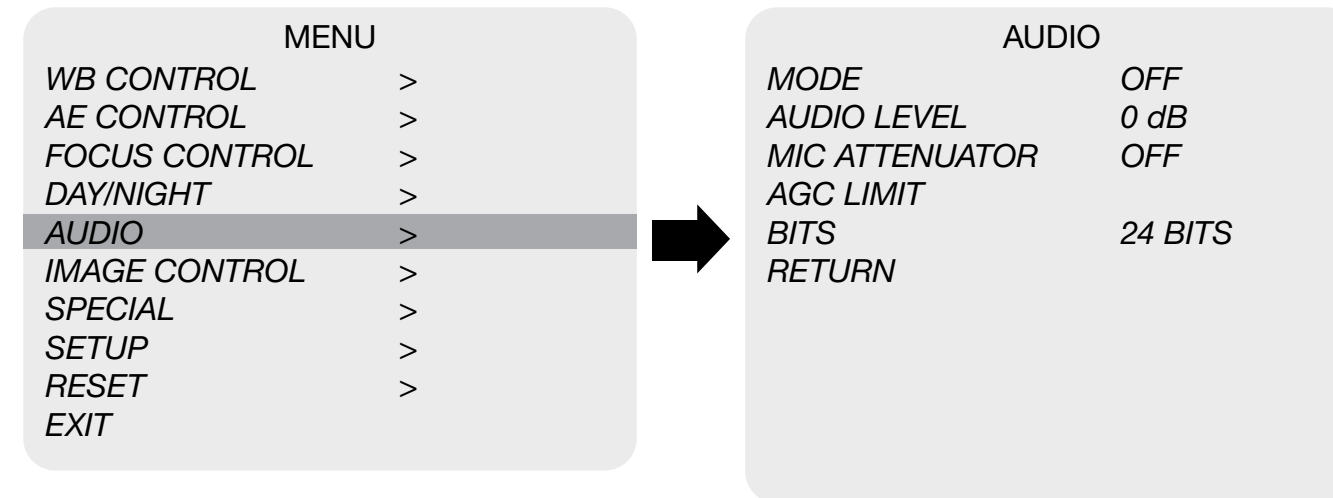 MENU
WB CONTROL >
AE CONTROL >
FOCUS CONTROL >
DAY/NIGHT >
AUDIO >
IMAGE CONTROL >
SPECIAL >
SETUP >
RESET >
EXIT
AUDIO
MODE OFF
AUDIO LEVEL 0 dB
MIC ATTENUATOR OFF
AGC LIMIT
BITS 24 BITS
RETURN